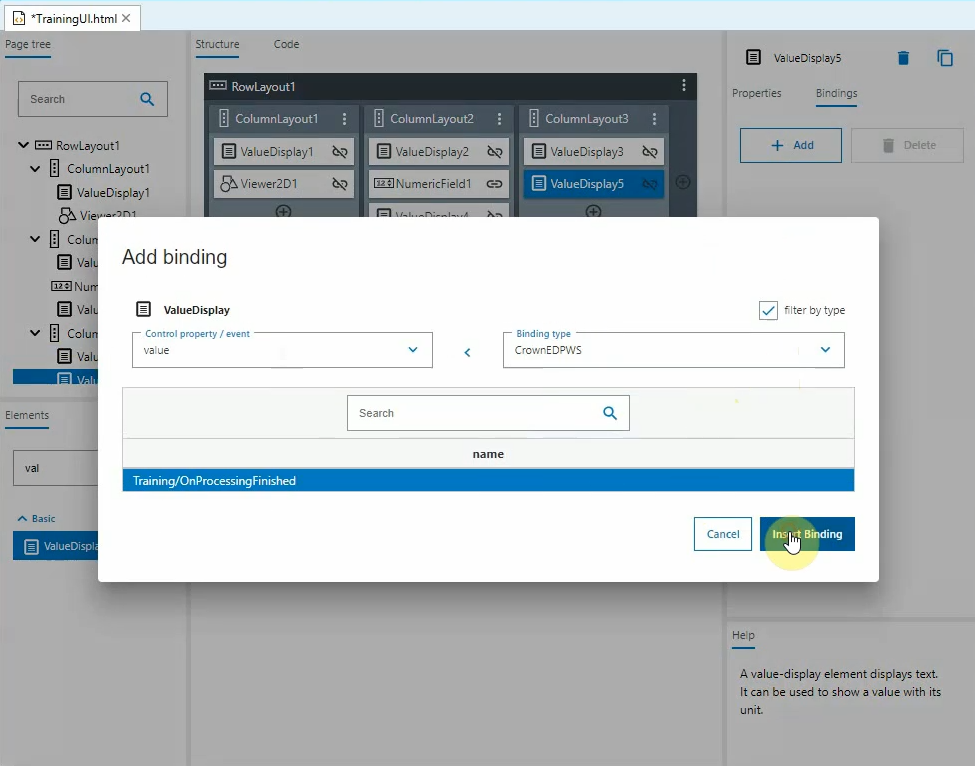 *TrainingUI.html
Page tree
Structure
Code
ValueDisplay5
Properties
Bindings
Search
RowLayout1
Add
Delete
RowLayout1
ColumnLayout1
ColumnLayout2
ColumnLayout3
ColumnLayout1
ValueDisplay1
ValueDisplay2
ValueDisplay3
ValueDisplay1
Viewer2D1
NumericField1
ValueDisplay5
Viewer2D1
ValueDisplay4
Colum
Valu
Num
Valu
Colum
Valu
Valu
Add binding
ValueDisplay
filter by type
Control property / event
value
Binding type
CrownEDPWS
Search
name
Training/OnProcessingFinished
Cancel
Insert Binding
Elements
val
Basic
ValueDispla
Help
A value-display element displays text.
It can be used to show a value with its
unit.